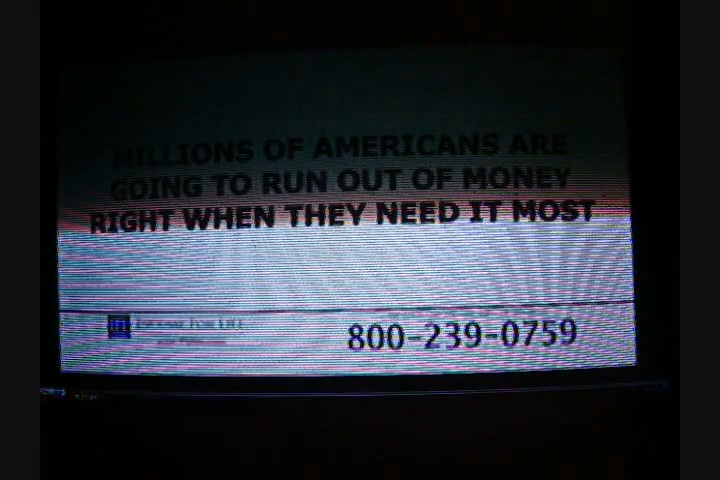 MILLIONS OF AMERICANS ARE
GOING TO RUN OUT OF MONEY
RIGHT WHEN THEY NEED IT MOST
800-239-0759